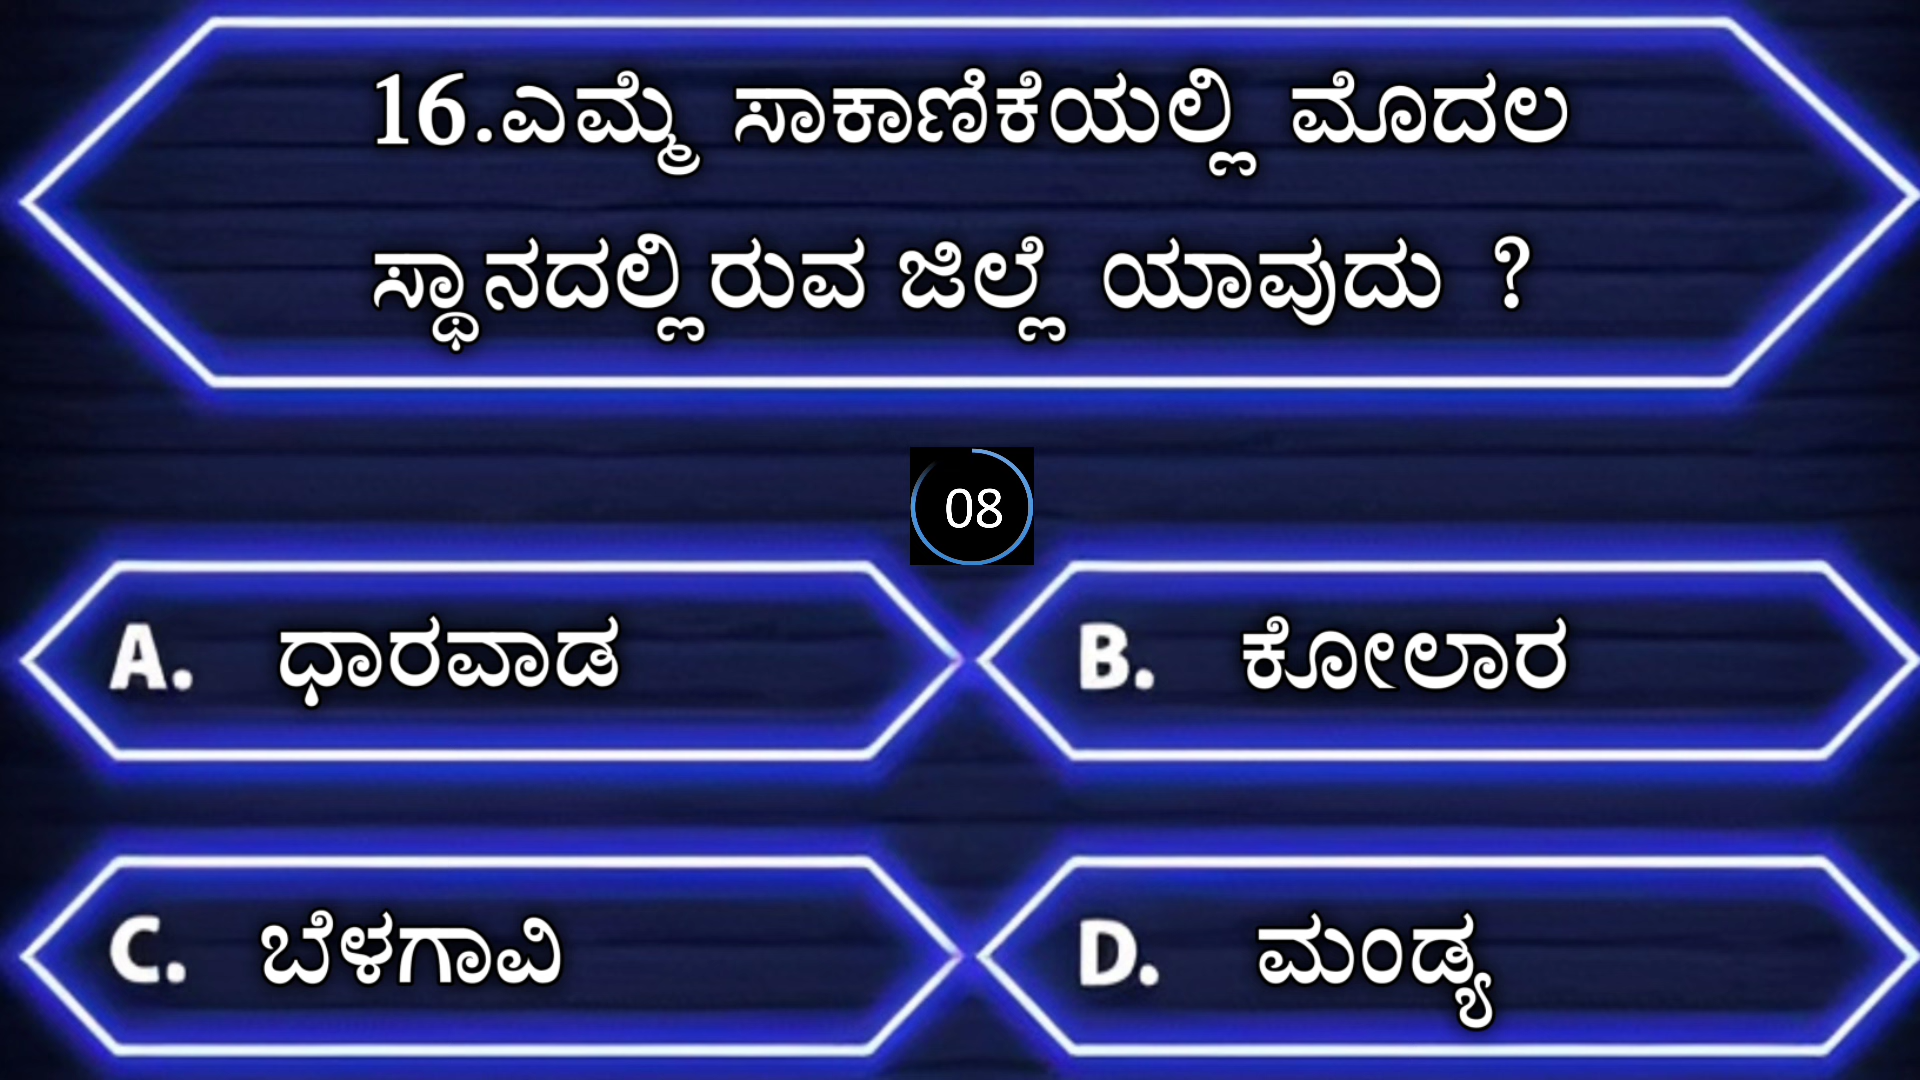 16.ಎಮ್ಮೆ ಸಾಕಾಣಿಕೆಯಲ್ಲಿ ಮೊದಲ
ಸ್ಥಾನದಲ್ಲಿರುವ ಜಿಲ್ಲೆ ಯಾವುದು ?
08
A. ಧಾರವಾಡ
B. ಕೋಲಾರ
C. ಬೆಳಗಾವಿ
D. ಮಂಡ್ಯ